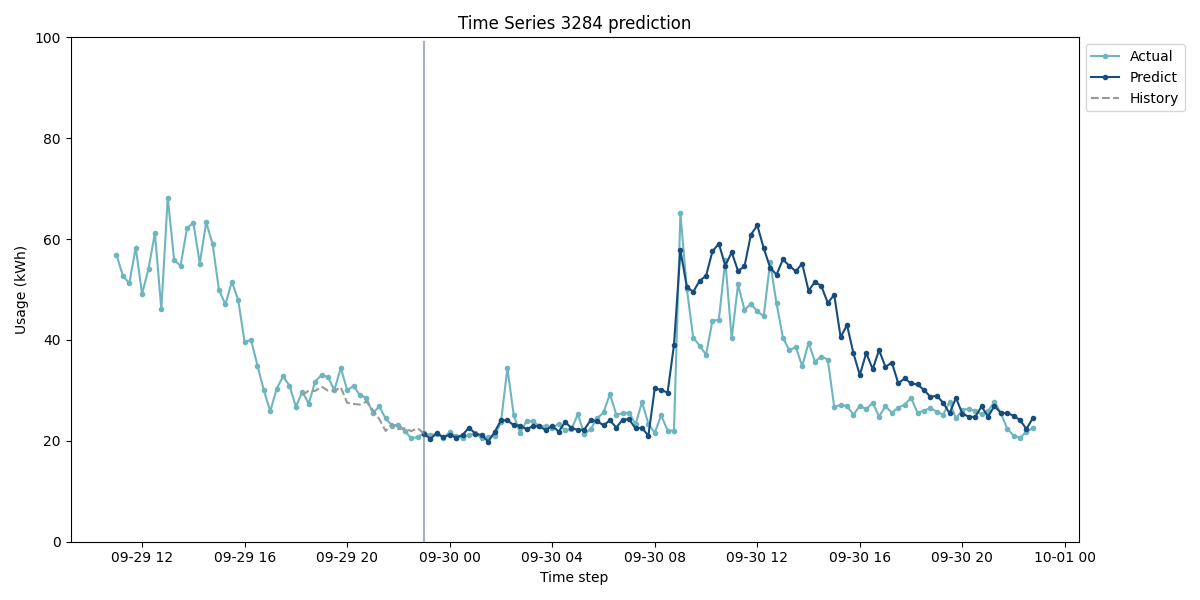 Time Series 3284 prediction
100
80
60
40
20
0
Usage (kWh)
09-29 12
09-29 16
09-29 20
09-30 00
09-30 04
09-30 08
09-30 12
09-30 16
09-30 20
10-01 00
Time step
Actual
Predict
History